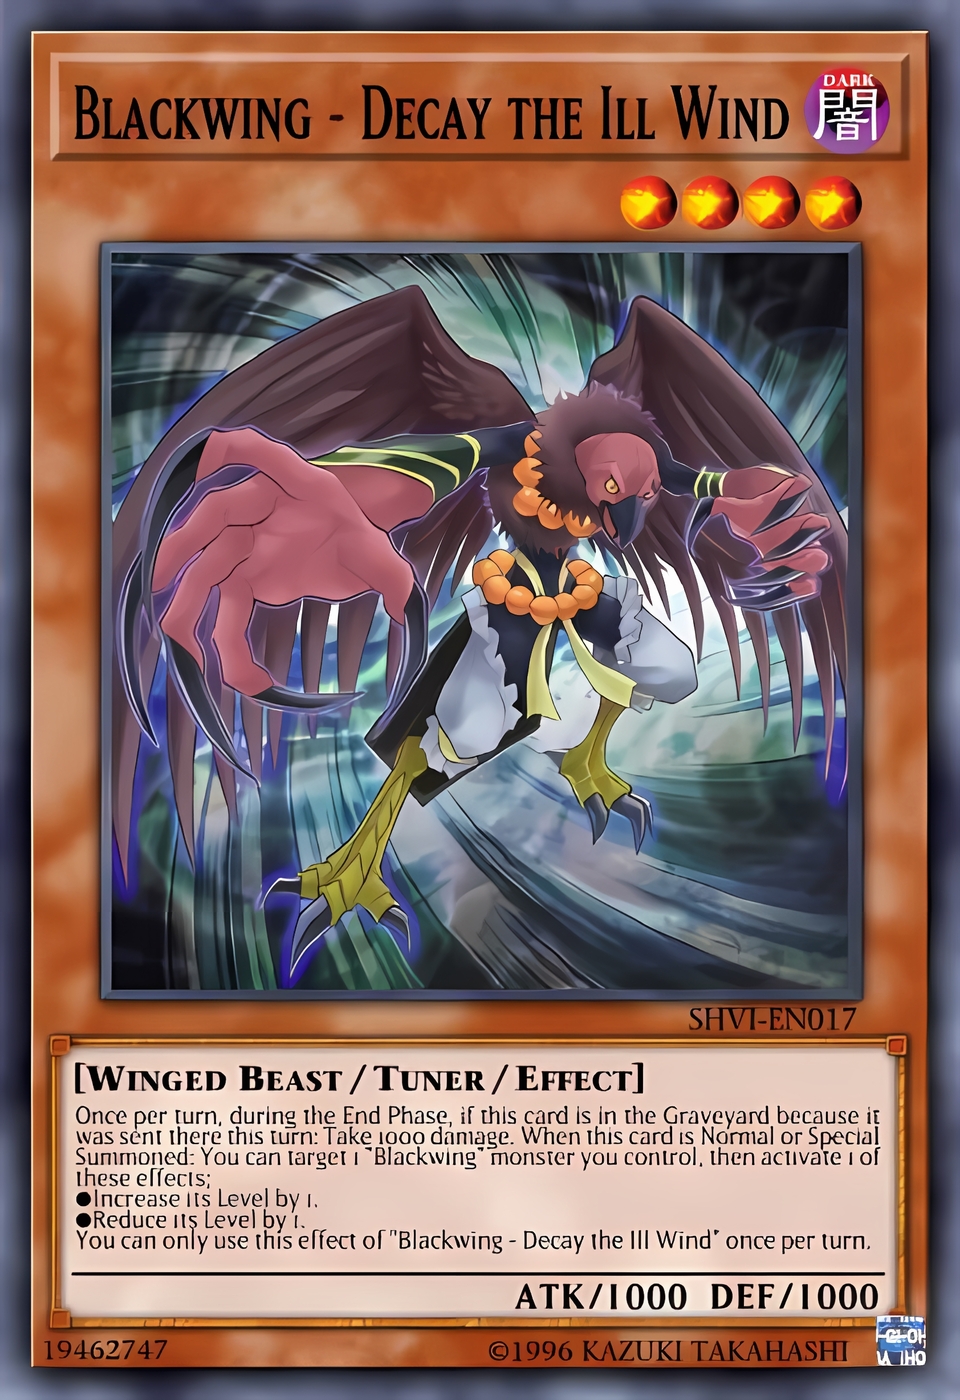 BLACKWING - DECAY THE ILL WIND
DARK
闇
SHVI-EN017
[WINGED BEAST / TUNER / EFFECT]
Once per turn, during the End Phase, if this card is in the Graveyard because it
was sent there this turn: Take 1000 damage. When this card is Normal or Special
Summoned: You can target 1 "Blackwing" monster you control, then activate 1 of
these effects;
●Increase its Level by 1.
●Reduce its Level by 1.
You can only use this effect of "Blackwing - Decay the Ill Wind" once per turn.
ATK/1000 DEF/1000
19462747
©1996 KAZUKI TAKAHASHI